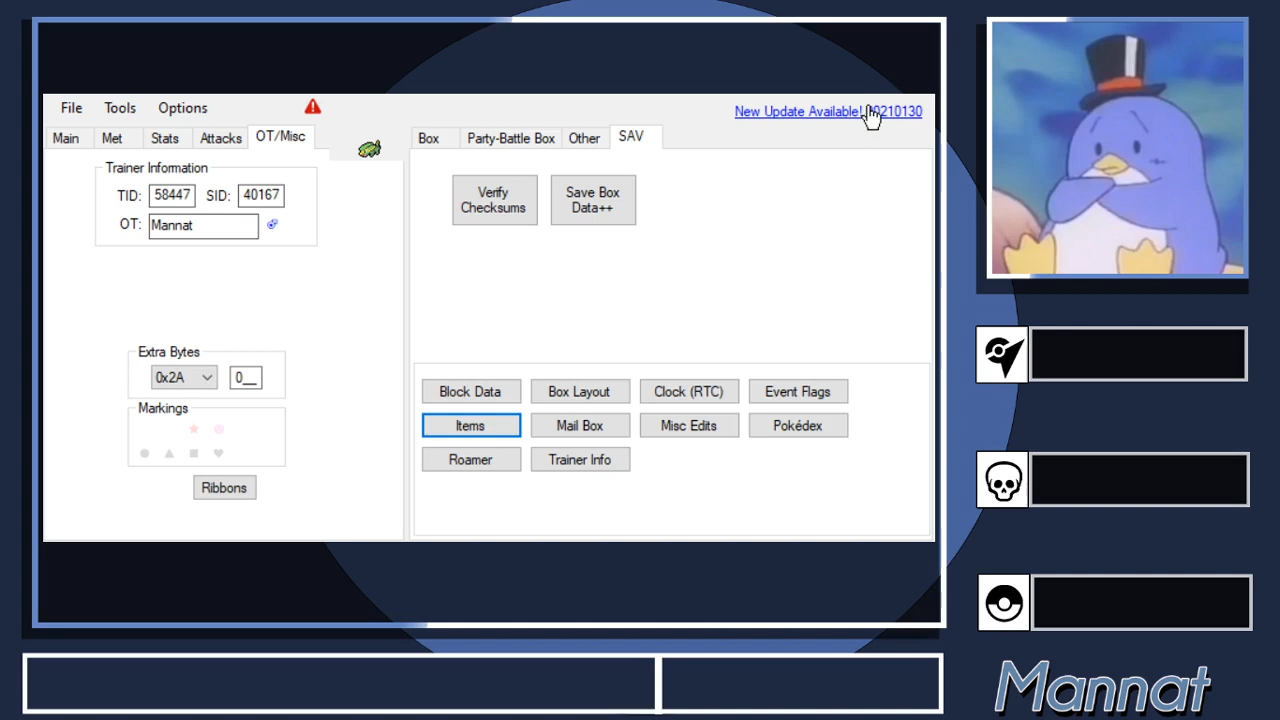 File Tools Options
New Update Available! 20210130
Main Met Stats Attacks OT/Misc
Box Party-Battle Box Other SAV
Trainer Information
TID: 58447 SID: 40167
OT: Mannat
Verify
Checksums
Save Box
Data++
Extra Bytes
0x2A 0__
Markings
Ribbons
Block Data Box Layout Clock (RTC) Event Flags
Items Mail Box Misc Edits Pokédex
Roamer Trainer Info
Mannat